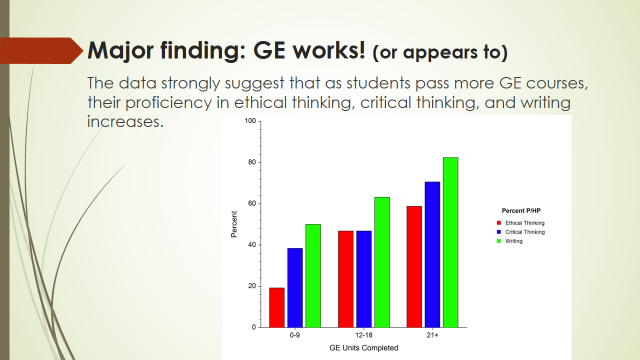 Major finding: GE works! (or appears to)
The data strongly suggest that as students pass more GE courses,
their proficiency in ethical thinking, critical thinking, and writing
increases.
100
80
60
40
20
0
Percent
0-9 12-18 21+
GE Units Completed
Percent P/HP
Ethical Thinking
Critical Thinking
Writing